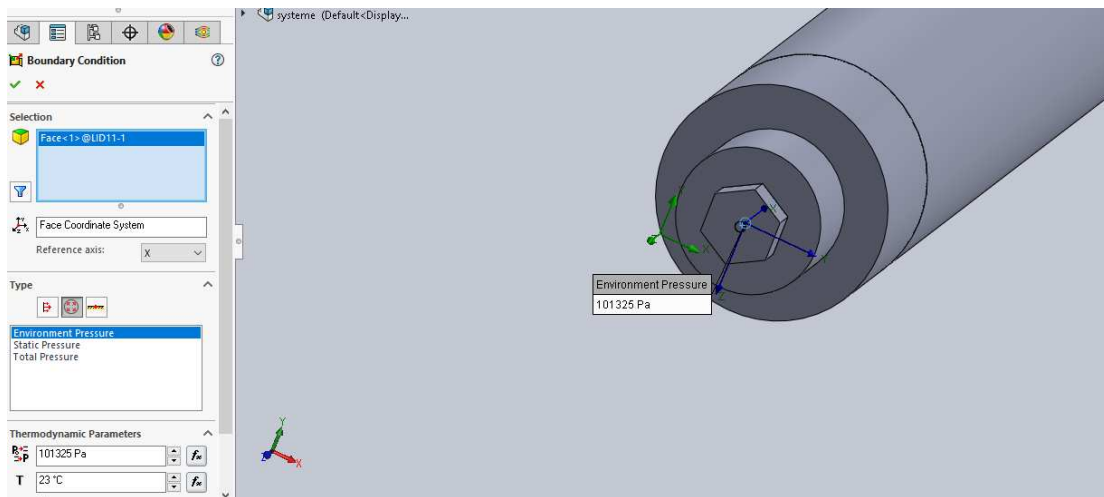 systeme (Default<Display...
Boundary Condition
Selection
Face<1>@LID11-1
Face Coordinate System
Reference axis:
X
Type
Environment Pressure
Static Pressure
Total Pressure
Thermodynamic Parameters
101325 Pa
T
23 °C
Environment Pressure
101325 Pa
X
Y
Z
X
Y
X
Z